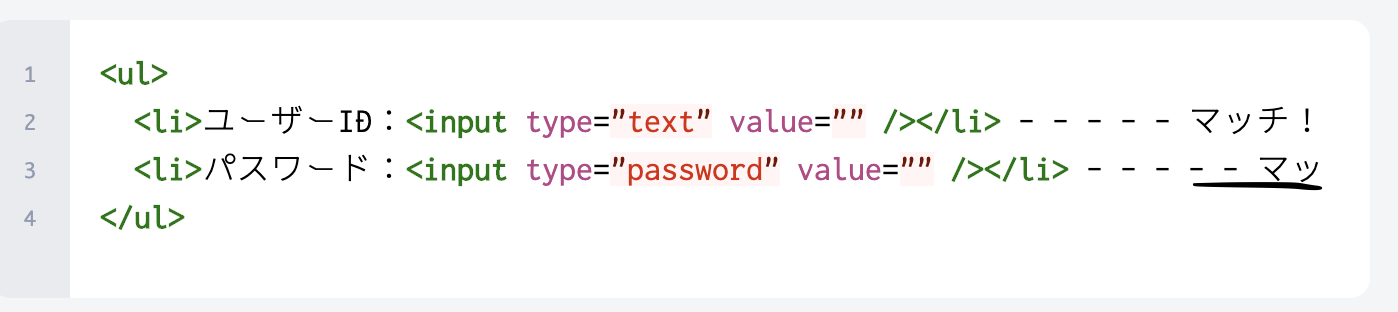 1 <ul>
2 <li>ユーザーID：<input type="text" value="" /></li> - - - - - マッチ！
3 <li>パスワード：<input type="password" value="" /></li> - - - - - マッ
4 </ul>